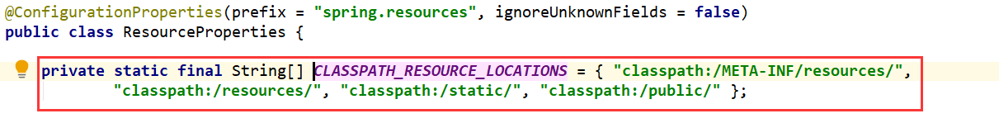 @ConfigurationProperties(prefix = "spring.resources", ignoreUnknownFields = false)
public class ResourceProperties {
private static final String[] CLASSPATH_RESOURCE_LOCATIONS = { "classpath:/META-INF/resources/",
"classpath:/resources/", "classpath:/static/", "classpath:/public/" };